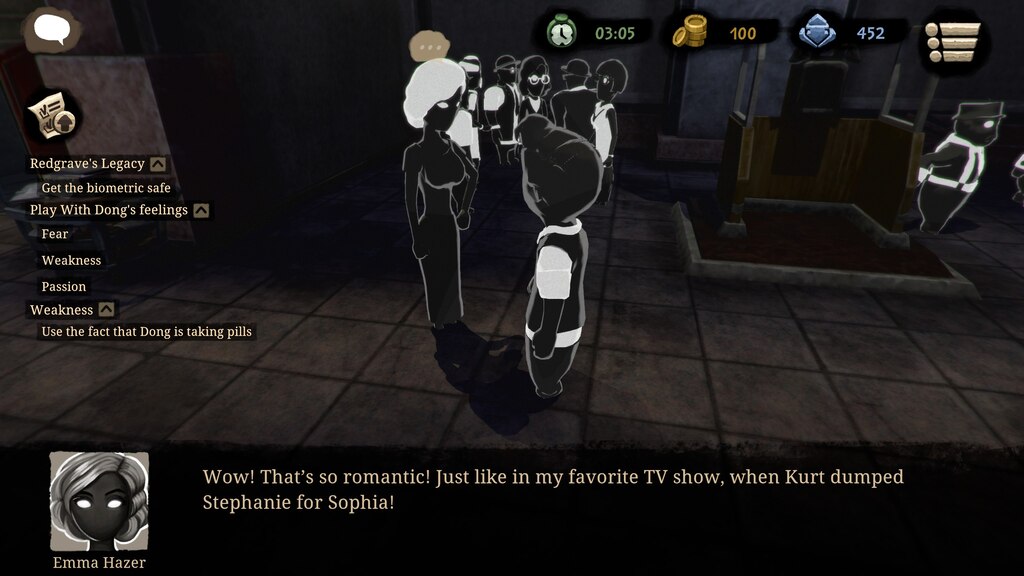 03:05
100
452
Redgrave's Legacy
Get the biometric safe
Play With Dong's feelings
Fear
Weakness
Passion
Weakness
Use the fact that Dong is taking pills
Wow! That's so romantic! Just like in my favorite TV show, when Kurt dumped
Stephanie for Sophia!
Emma Hazer